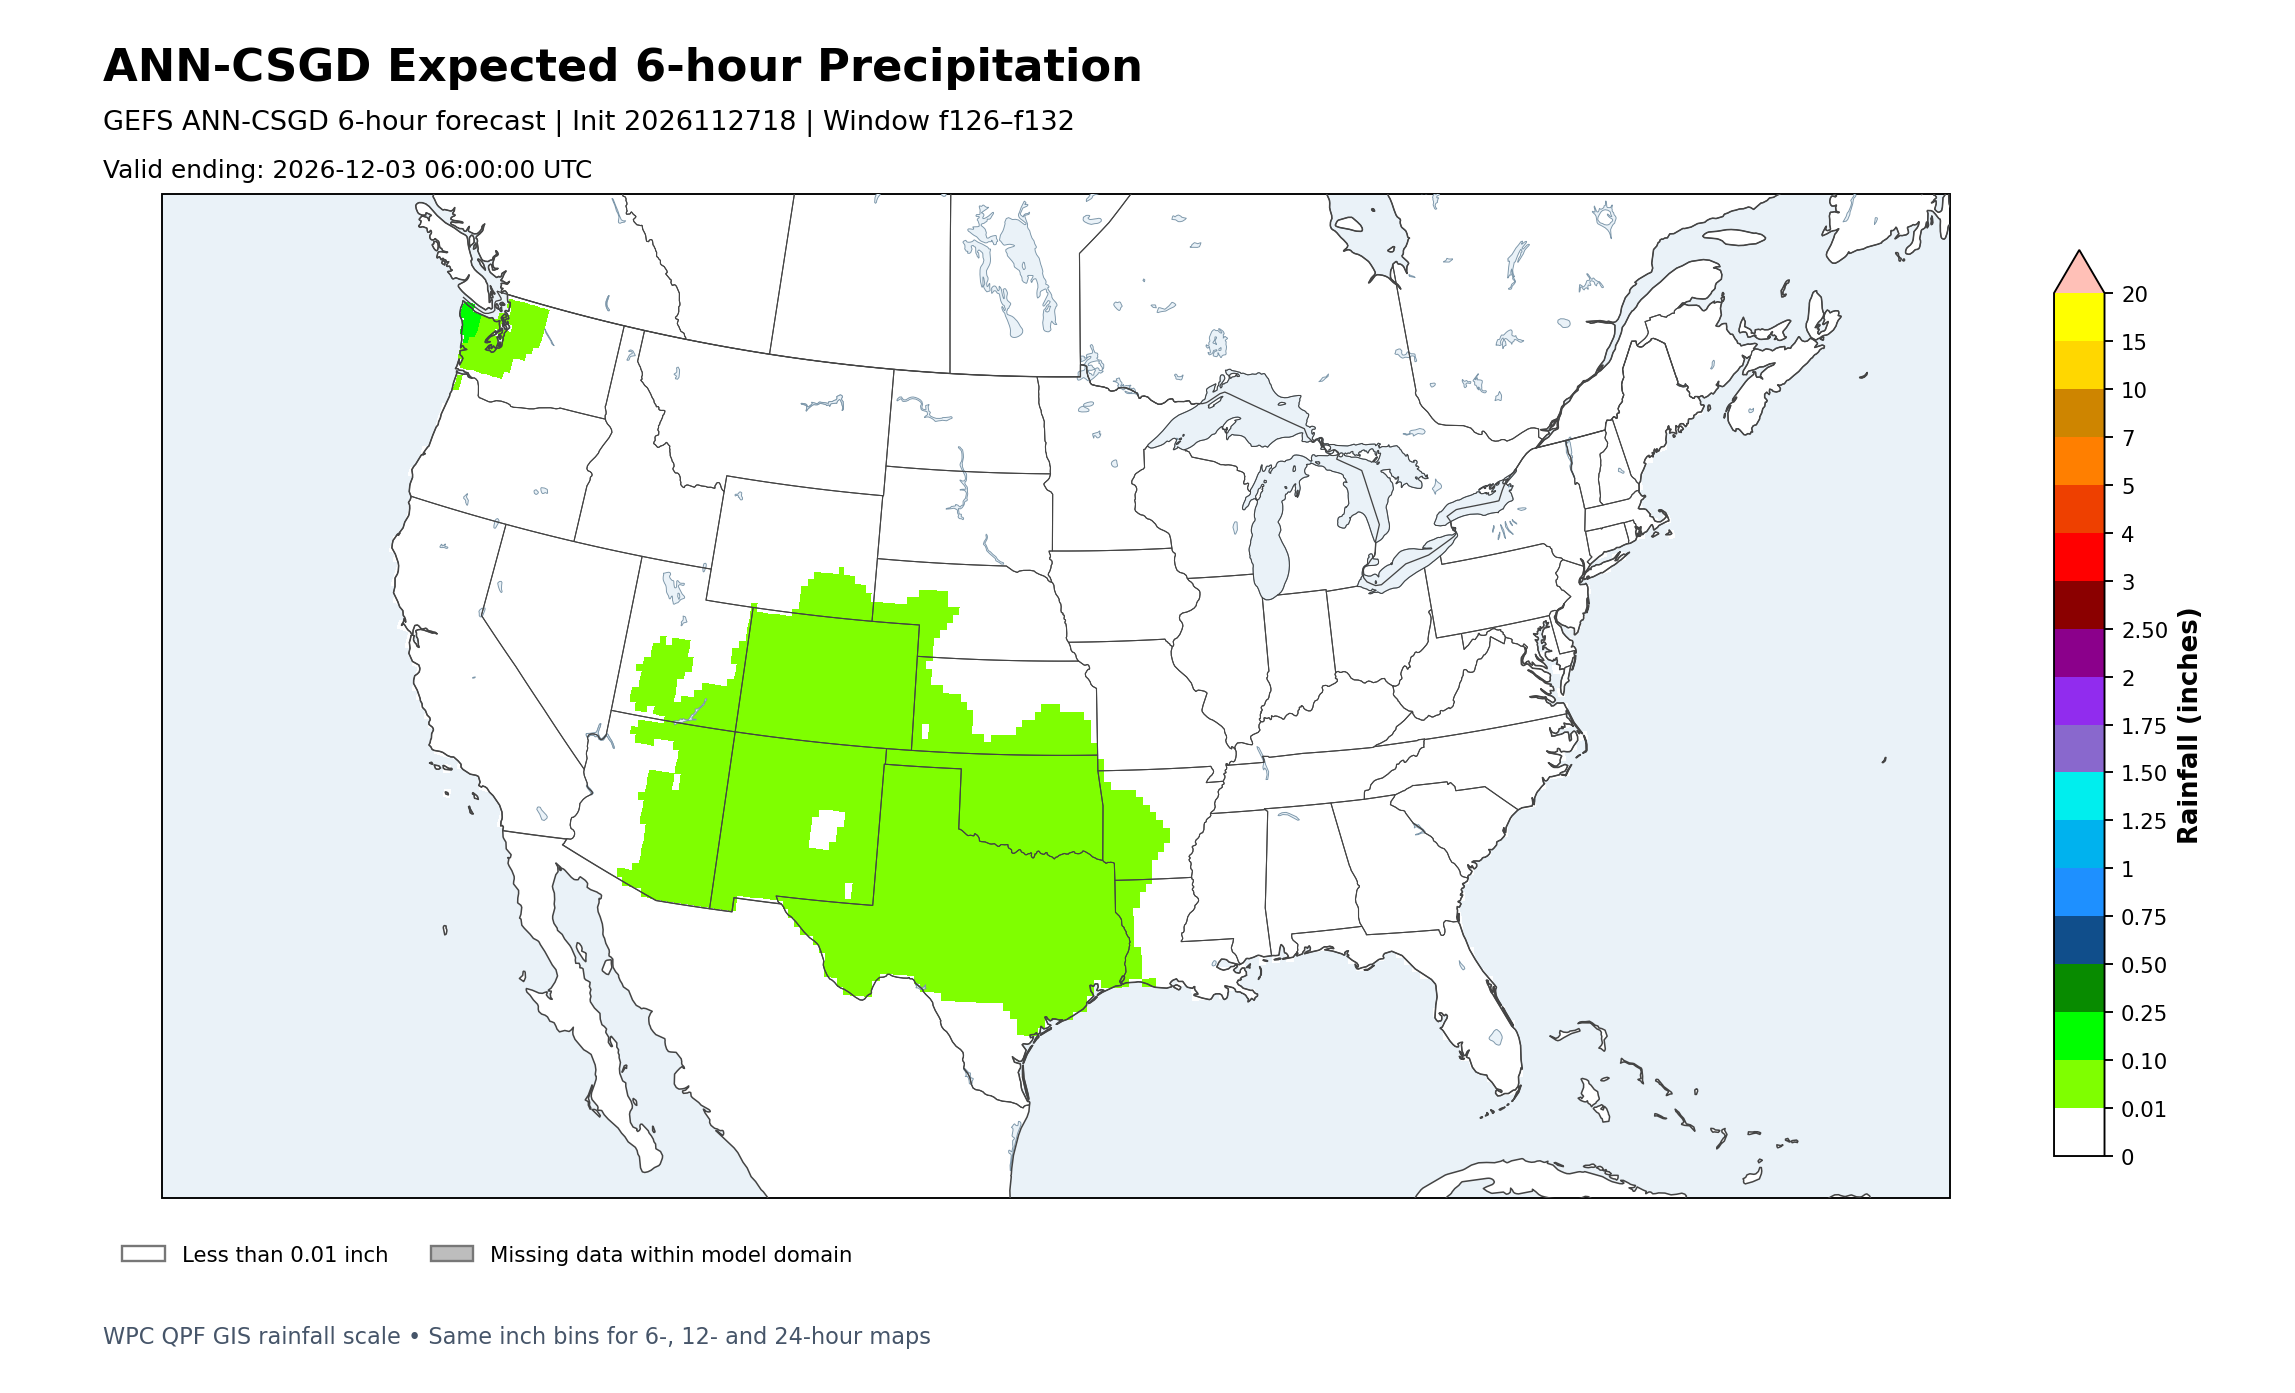 ANN-CSGD Expected 6-hour Precipitation
GEFS ANN-CSGD 6-hour forecast | Init 2026112718 | Window f126–f132
Valid ending: 2026-12-03 06:00:00 UTC
20
15
10
7
5
4
3
2.50
2
1.75
1.50
1.25
1
0.75
0.50
0.25
0.10
0.01
0
Rainfall (inches)
Less than 0.01 inch
Missing data within model domain
WPC QPF GIS rainfall scale • Same inch bins for 6-, 12- and 24-hour maps